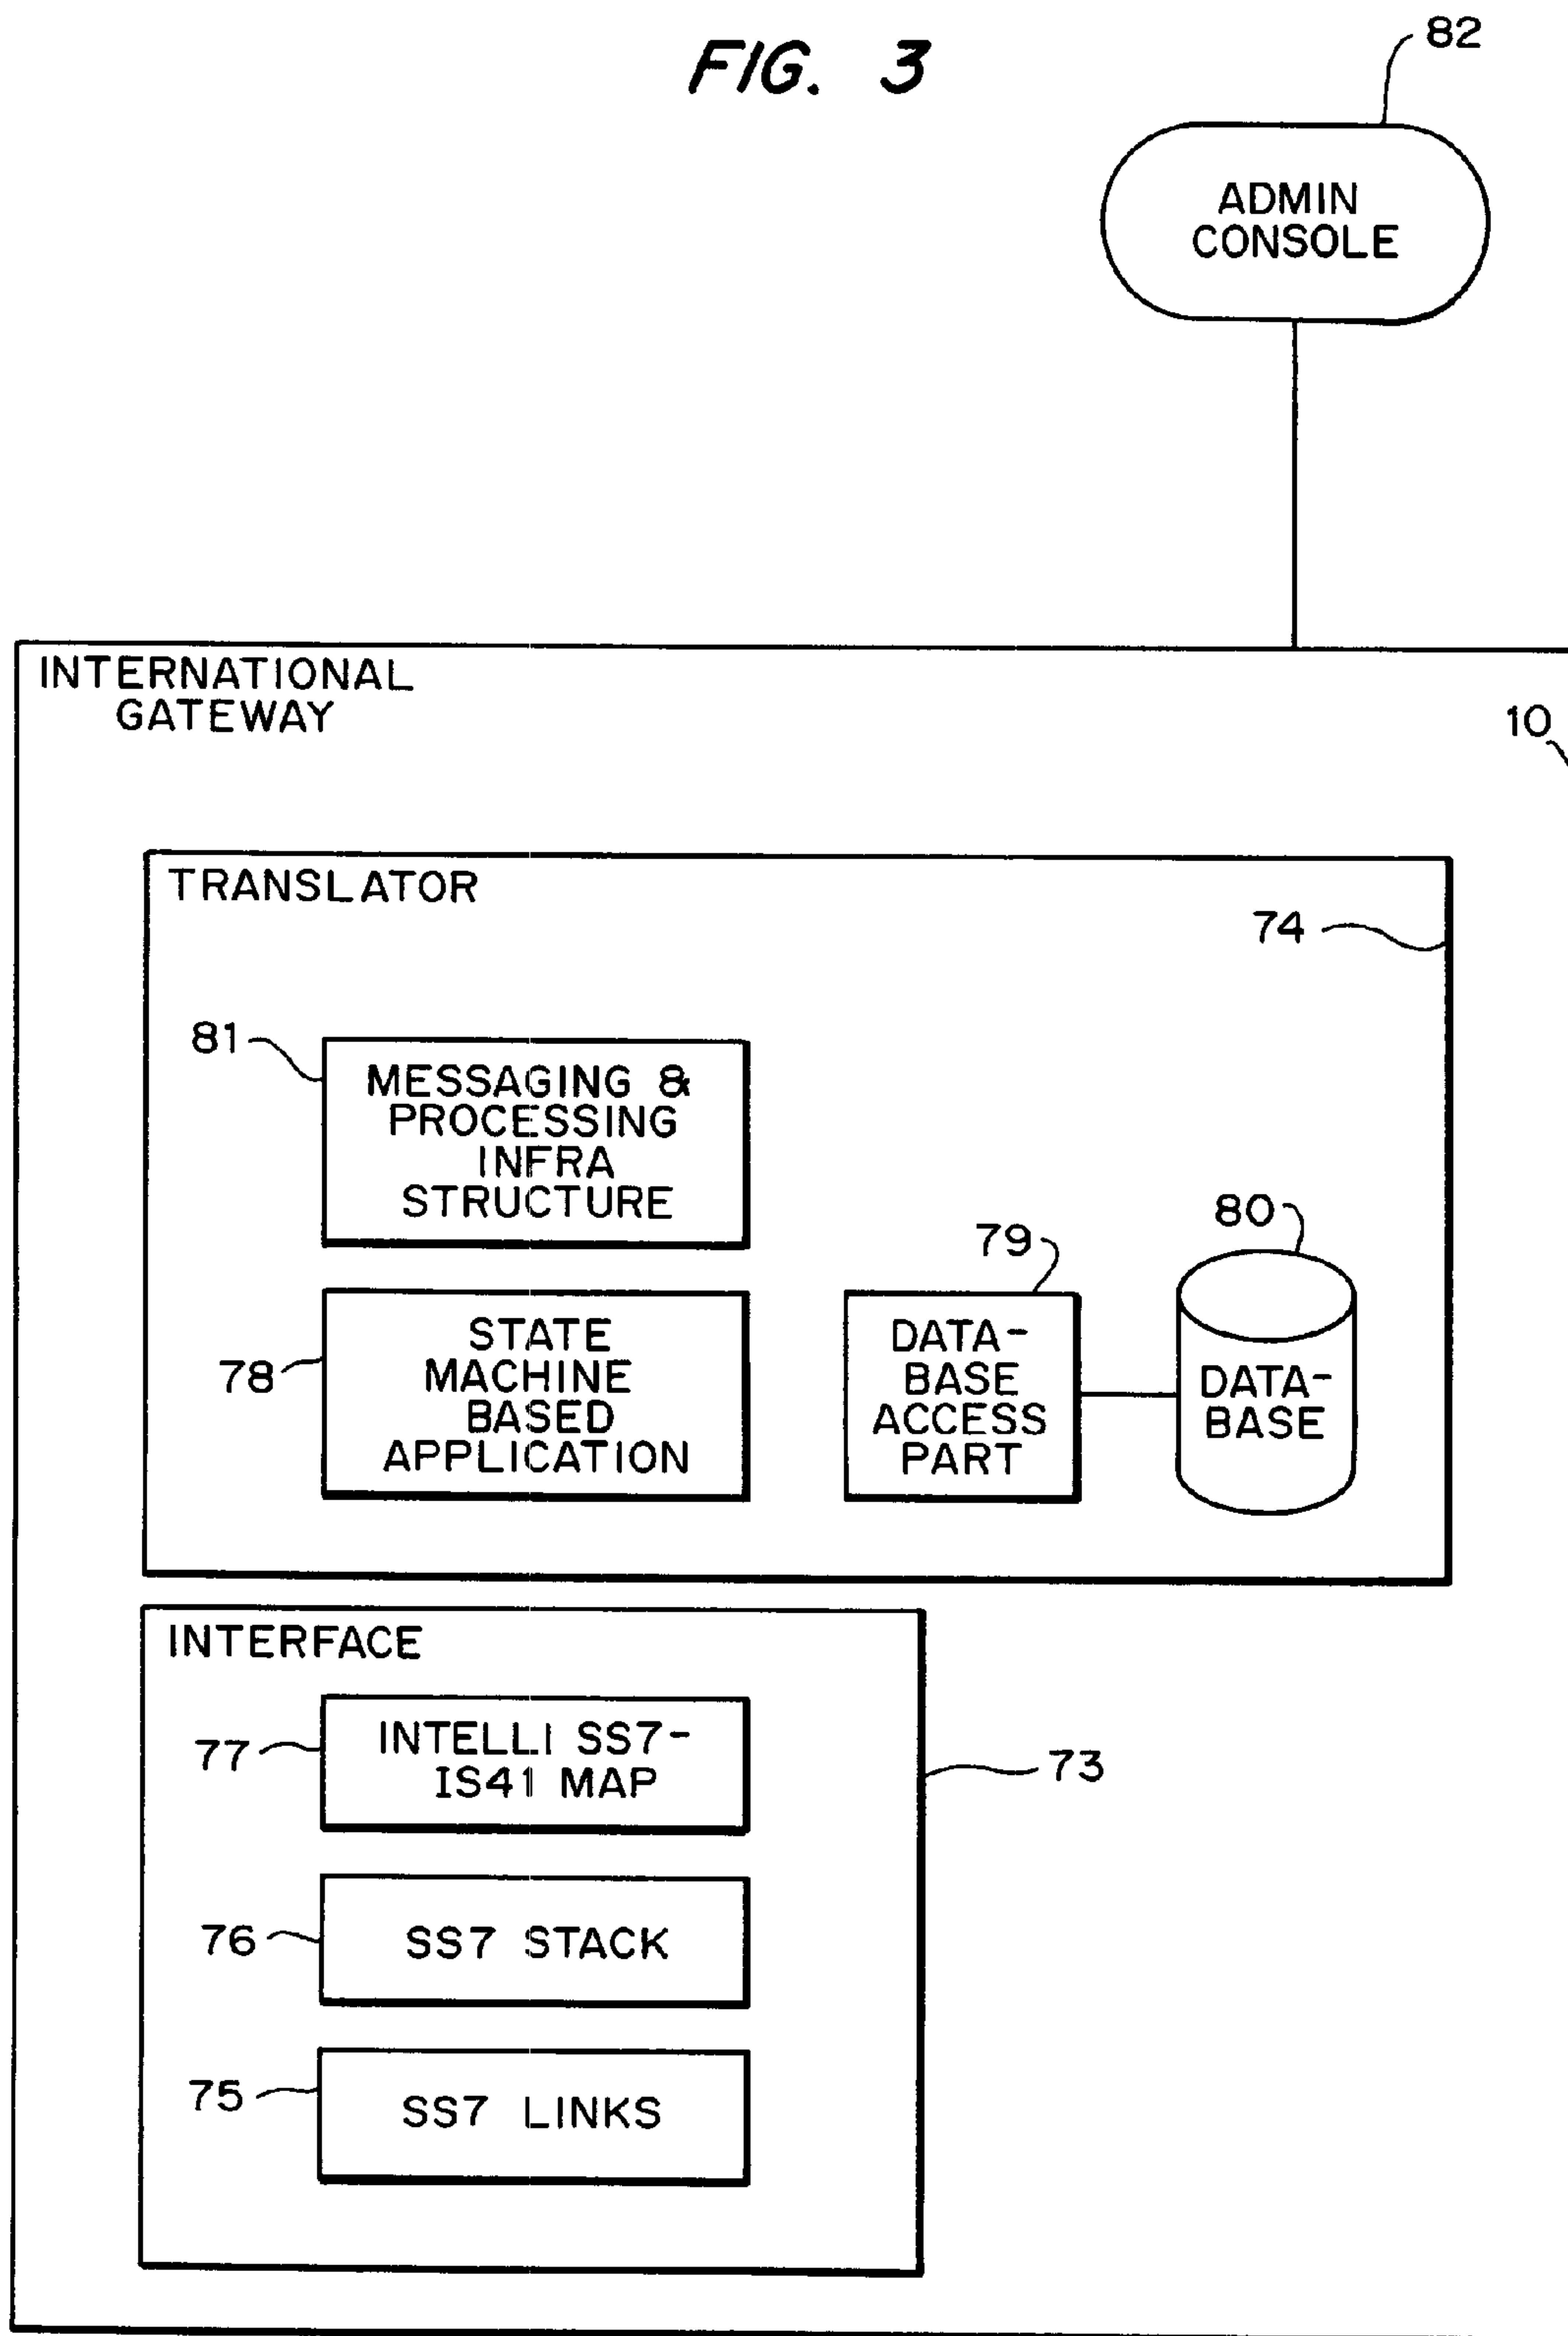 FIG. 3
82
ADMIN
CONSOLE
INTERNATIONAL
GATEWAY
10
TRANSLATOR
74
81
MESSAGING &
PROCESSING
INFRA
STRUCTURE
78
STATE
MACHINE
BASED
APPLICATION
79
DATA-
BASE
ACCESS
PART
80
DATA-
BASE
INTERFACE
73
77
INTELLI SS7-
IS41 MAP
76
SS7 STACK
75
SS7 LINKS